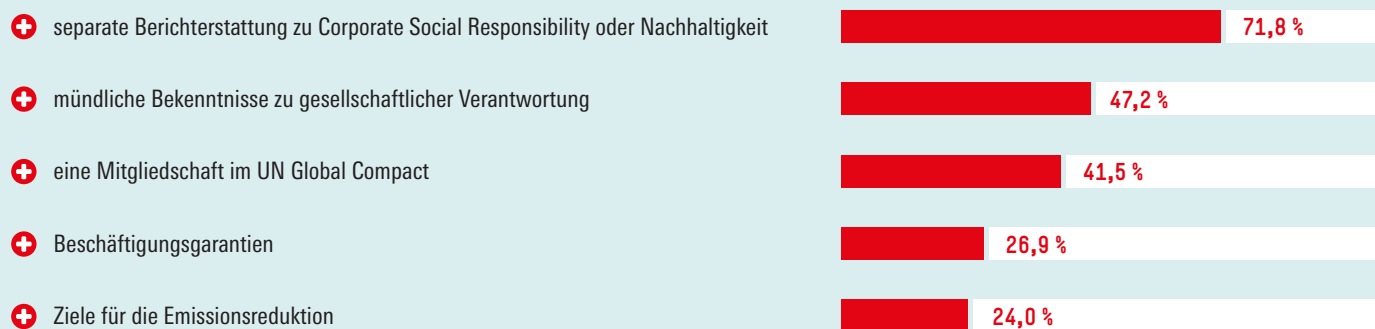 separate Berichterstattung zu Corporate Social Responsibility oder Nachhaltigkeit 71,8 %
mündliche Bekenntnisse zu gesellschaftlicher Verantwortung 47,2 %
eine Mitgliedschaft im UN Global Compact 41,5 %
Beschäftigungsgarantien 26,9 %
Ziele für die Emissionsreduktion 24,0 %